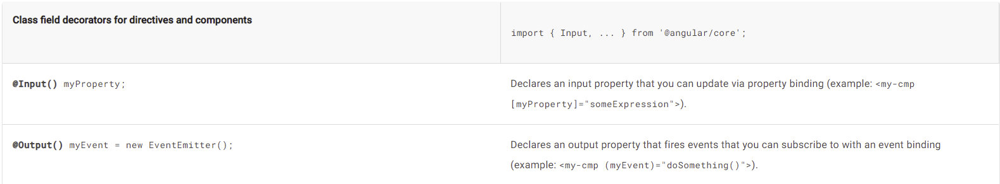 Class field decorators for directives and components
import { Input, ... } from '@angular/core';
@Input() myProperty;
Declares an input property that you can update via property binding (example: <my-cmp
[myProperty]="someExpression">).
@Output() myEvent = new EventEmitter();
Declares an output property that fires events that you can subscribe to with an event binding
(example: <my-cmp (myEvent)="doSomething()">).